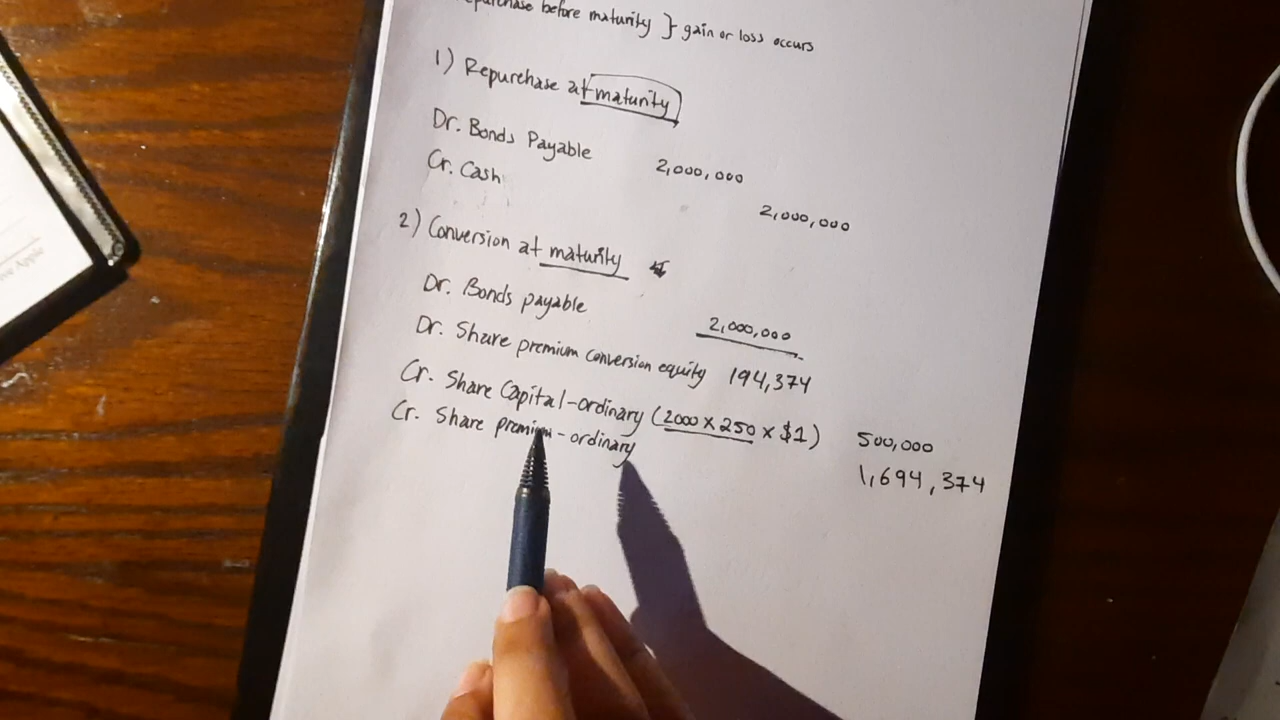 before maturity } gain or loss occurs
1) Repurchase at maturity
Dr. Bonds Payable 2,000,000
Cr. Cash 2,000,000
2) Conversion at maturity
Dr. Bonds payable 2,000,000
Dr. Share premium conversion equity 194,374
Cr. Share Capital-ordinary (2000 x 250 x $1) 500,000
Cr. Share premium-ordinary 1,694,374